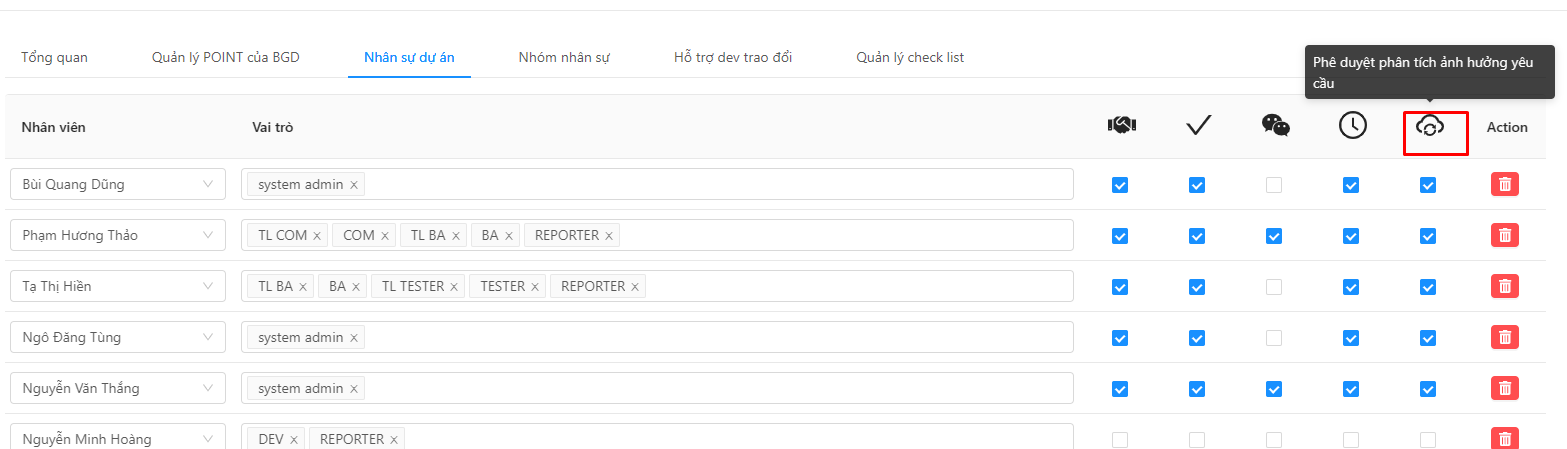 Tổng quan Quản lý POINT của BGD Nhân sự dự án Nhóm nhân sự Hỗ trợ dev trao đổi Quản lý check list
Phê duyệt phân tích ảnh hưởng yêu
cầu
Nhân viên Vai trò Action
Bùi Quang Dũng system admin ×
Phạm Hương Thảo TL COM × COM × TL BA × BA × REPORTER ×
Tạ Thị Hiền TL BA × BA × TL TESTER × TESTER × REPORTER ×
Ngô Đăng Tùng system admin ×
Nguyễn Văn Thắng system admin ×
Nguyễn Minh Hoàng DEV × REPORTER ×